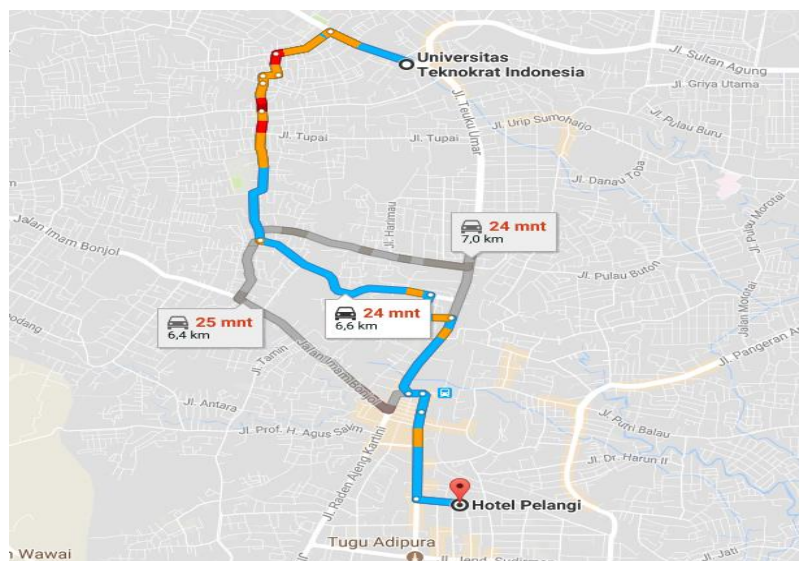 Universitas
Teknokrat Indonesia
Jl. Sultan Agung
Jl. Griya Utama
Jl. Teuku Umar
Jl. Urip Sumoharjo
Jl. Pulau Buru
Jl. Tupai
Jl. Tupai
Jl. Danau Toba
Jl. Pulau Morotai
Jl. Harimau
24 mnt
7,0 km
Jalan Imam Bonjol
Jl. Pulau Buton
Jalan Morotai
25 mnt
6,4 km
24 mnt
6,6 km
Jl. Pangeran A
Jl. Tamin
Jalan Imam Bonjol
Jl. Antara
Jl. Prof. H. Agus Salim
Jl. Putri Balau
Jl. Dr. Harun II
Jl. Raden Ajeng Kartini
Hotel Pelangi
Tugu Adipura
Jl. Jend. Sudirman
Jl. Jati
n Wawai